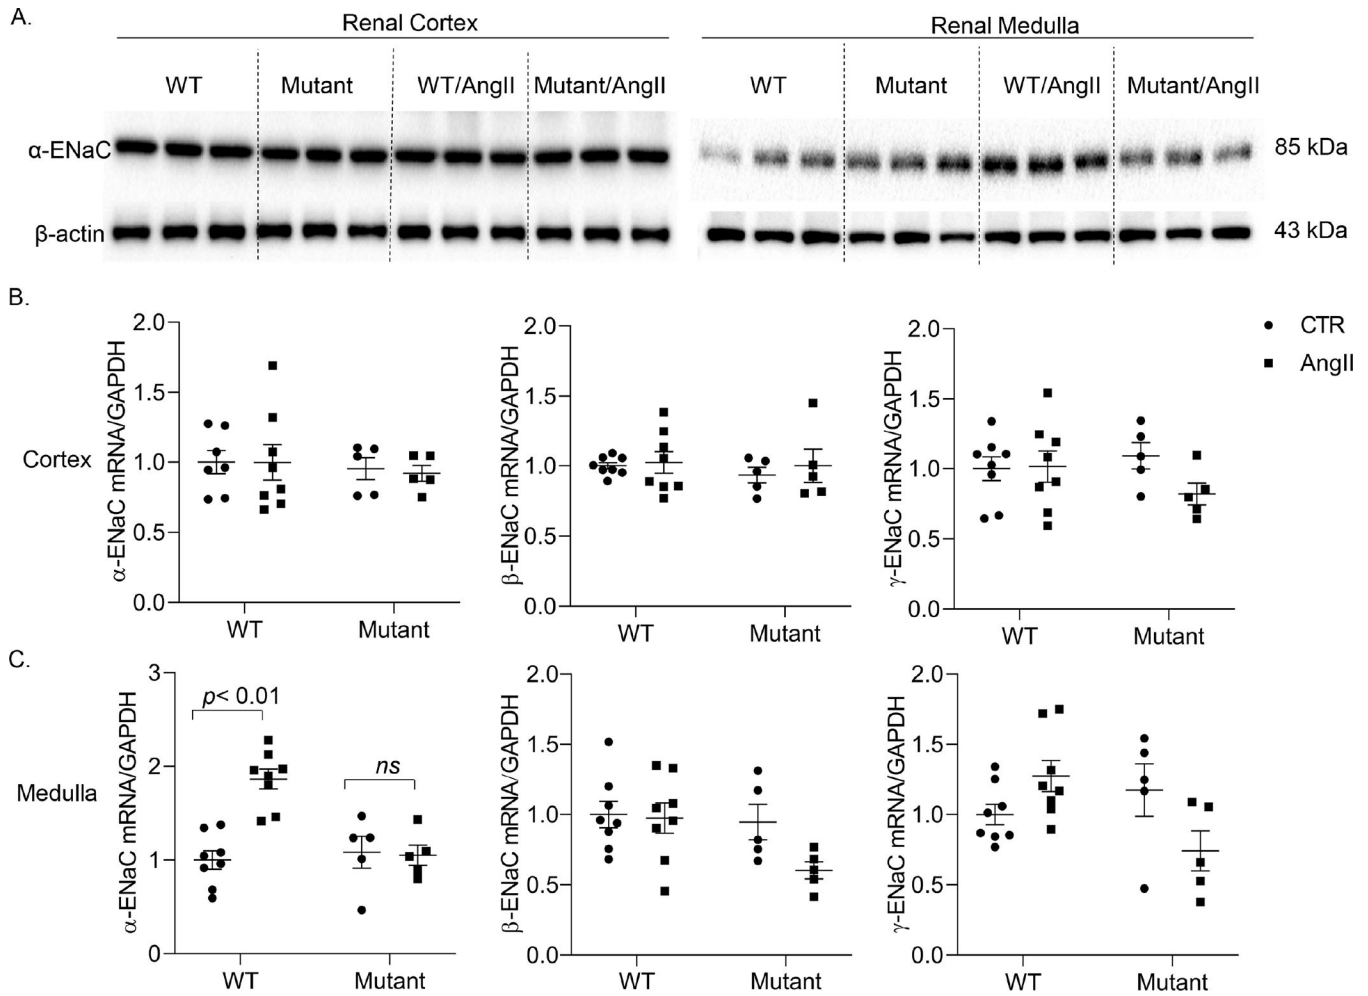 A.
Renal Cortex
Renal Medulla
WT
Mutant
WT/AngII
Mutant/AngII
WT
Mutant
WT/AngII
Mutant/AngII
α-ENaC
85 kDa
β-actin
43 kDa
B.
CTR
AngII
Cortex
α-ENaC mRNA/GAPDH
2.0
1.5
1.0
0.5
0.0
WT
Mutant
β-ENaC mRNA/GAPDH
2.0
1.5
1.0
0.5
0.0
WT
Mutant
γ-ENaC mRNA/GAPDH
2.0
1.5
1.0
0.5
0.0
WT
Mutant
C.
Medulla
α-ENaC mRNA/GAPDH
3
2
1
0
p< 0.01
ns
WT
Mutant
β-ENaC mRNA/GAPDH
2.0
1.5
1.0
0.5
0.0
WT
Mutant
γ-ENaC mRNA/GAPDH
2.0
1.5
1.0
0.5
0.0
WT
Mutant